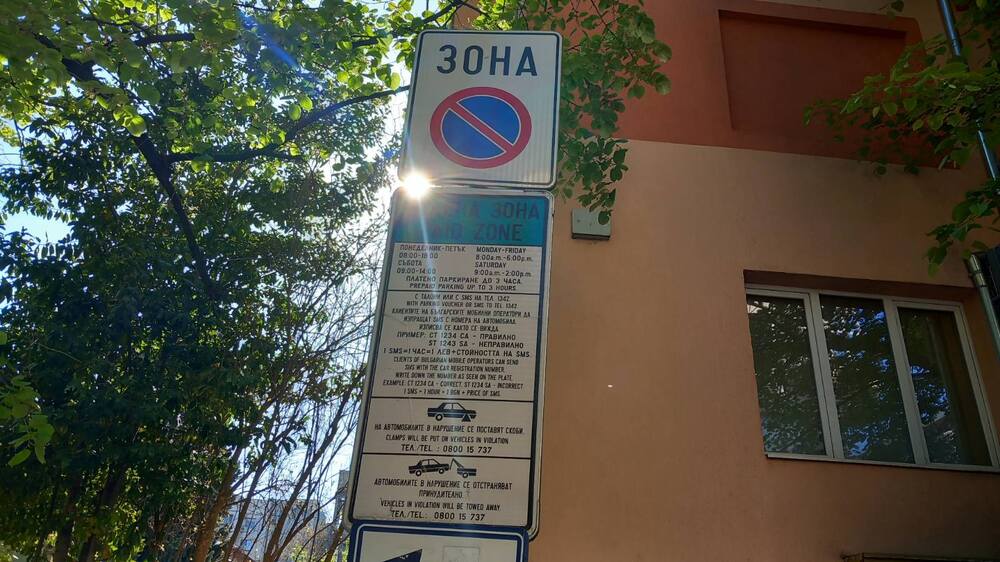 ЗОНА
ЗОНА
ZONE
ПОНЕДЕЛНИК-ПЕТЪК MONDAY-FRIDAY
08:00-18:00 8:00a.m.-6:00p.m.
СЪБОТА SATURDAY
09:00-14:00 9:00a.m.-2:00p.m.
ПЛАТЕНО ПАРКИРАНЕ ДО 3 ЧАСА
PREPAID PARKING UP TO 3 HOURS
С ТАЛОНИ ИЛИ С SMS НА ТЕЛ. 1342
WITH PARKING VOUCHER OR SMS TO TEL. 1342
КЛИЕНТИТЕ НА БЪЛГАРСКИТЕ МОБИЛНИ ОПЕРАТОРИ ДА
ИЗПРАЩАТ SMS С НОМЕРА НА АВТОМОБИЛА.
ИЗПИСВА СЕ КАКТО СЕ ВИЖДА
ПРИМЕР: СТ 1234 СА - ПРАВИЛНО
ST 1243 SA - НЕПРАВИЛНО
1 SMS=1 ЧАС=1 ЛЕВ+СТОЙНОСТТА НА SMS
CLIENTS OF BULGARIAN MOBILE OPERATORS CAN SEND
SMS WITH THE CAR REGISTRATION NUMBER.
WRITE DOWN THE NUMBER AS SEEN ON THE PLATE.
EXAMPLE: CT 1234 CA - CORRECT, ST 1234 SA - INCORRECT
1 SMS = 1 HOUR = 1 BGN + PRICE OF SMS
НА АВТОМОБИЛИТЕ В НАРУШЕНИЕ СЕ ПОСТАВЯТ СКОБИ.
CLAMPS WILL BE PUT ON VEHICLES IN VIOLATION
ТЕЛ./TEL.: 0800 15 737
АВТОМОБИЛИТЕ В НАРУШЕНИЕ СЕ ОТСТРАНЯВАТ
ПРИНУДИТЕЛНО.
VEHICLES IN VIOLATION WILL BE TOWED AWAY.
ТЕЛ./TEL.: 0800 15 737